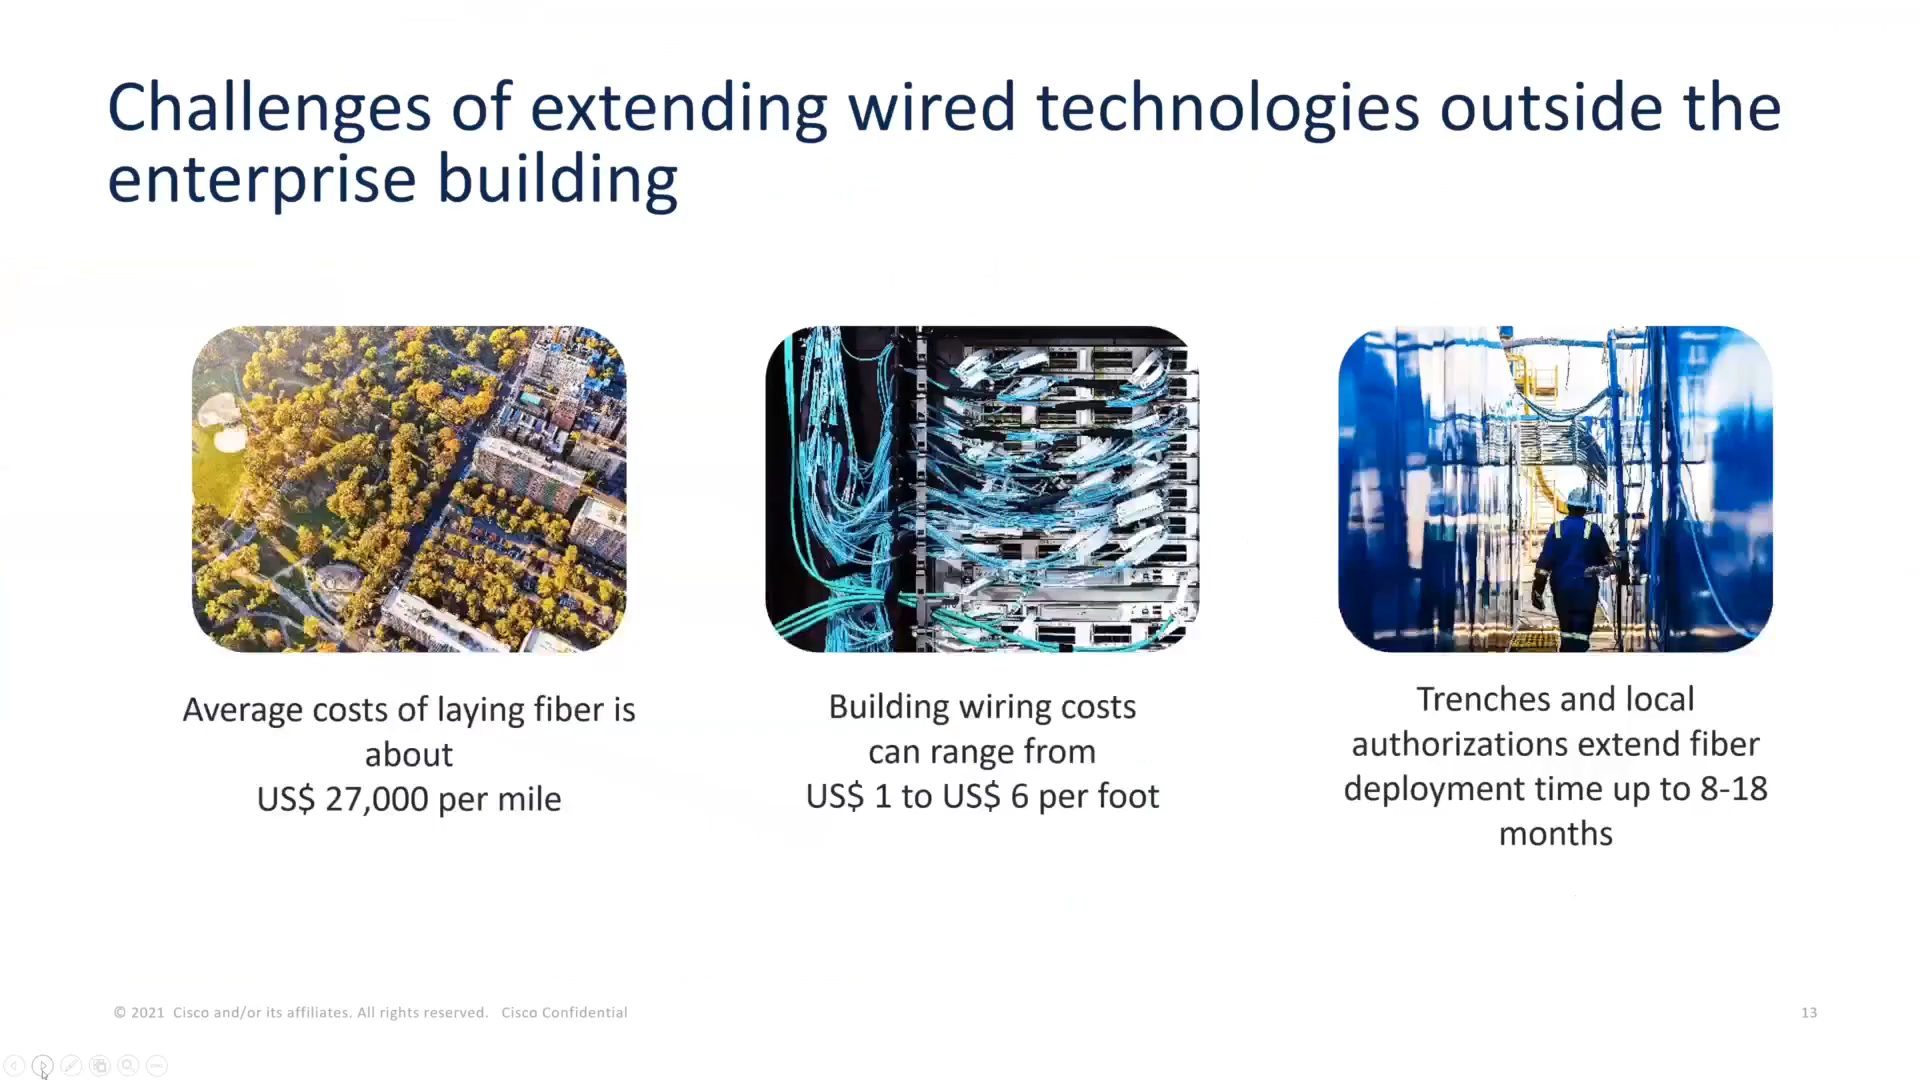 Challenges of extending wired technologies outside the
enterprise building
Average costs of laying fiber is
about
US$ 27,000 per mile
Building wiring costs
can range from
US$ 1 to US$ 6 per foot
Trenches and local
authorizations extend fiber
deployment time up to 8-18
months
© 2021 Cisco and/or its affiliates. All rights reserved. Cisco Confidential
13